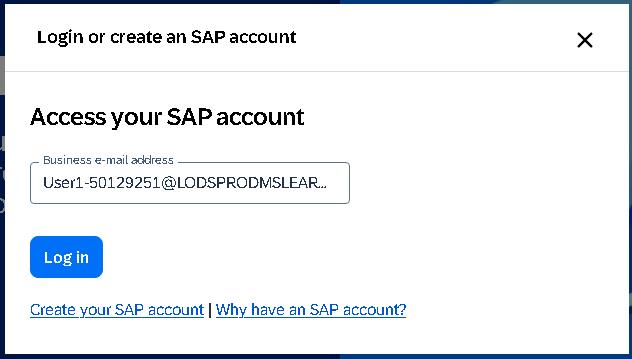 Login or create an SAP account
Access your SAP account
Business e-mail address
User1-50129251@LODSPRODMSLEAR...
Log in
Create your SAP account | Why have an SAP account?